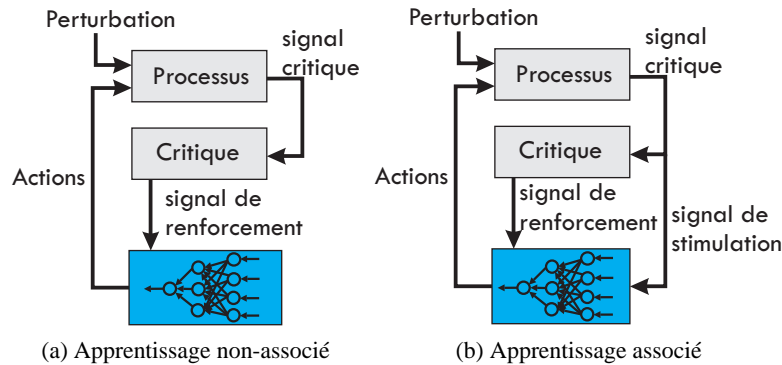 Perturbation
signal
critique
Processus
Critique
Actions
signal de
renforcement
(a) Apprentissage non-associé
Perturbation
signal
critique
Processus
Critique
Actions
signal de
renforcement
signal de
stimulation
(b) Apprentissage associé